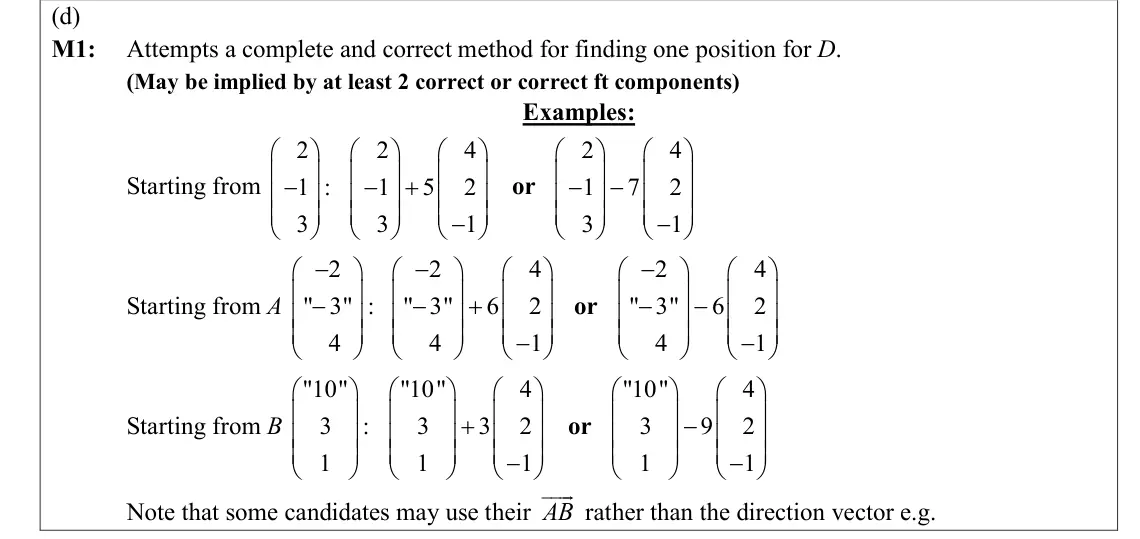 (d)
M1: Attempts a complete and correct method for finding one position for D.
(May be implied by at least 2 correct or correct ft components)
Examples:
Starting from (2 −1 3) : (2 −1 3) + 5 (4 2 −1) or (2 −1 3) − 7 (4 2 −1)
Starting from A (−2 "−3" 4) : (−2 "−3" 4) + 6 (4 2 −1) or (−2 "−3" 4) − 6 (4 2 −1)
Starting from B ("10" 3 1) : ("10" 3 1) + 3 (4 2 −1) or ("10" 3 1) − 9 (4 2 −1)
Note that some candidates may use their AB⃗ rather than the direction vector e.g.